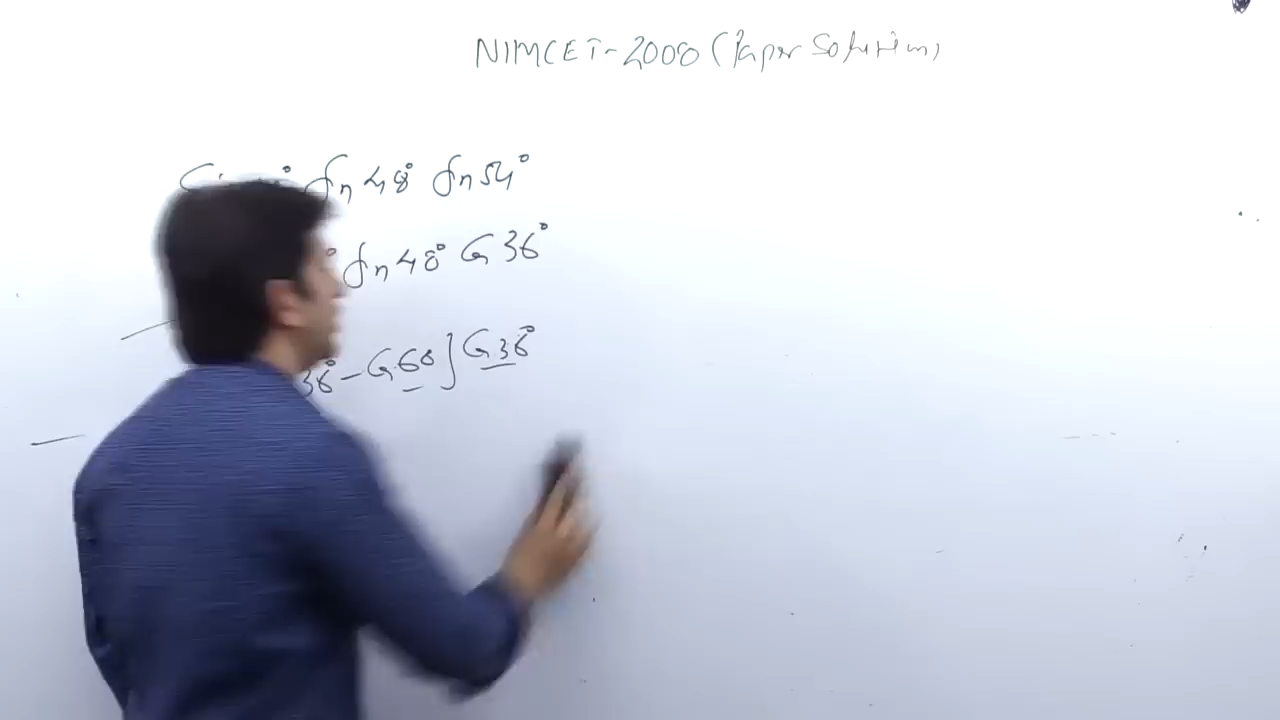 NIMCET-2008 (Paper Solution)
Sin 48° Sin 54°
Sin 48° Cos 36°
36° - Cos 60] Cos 36°